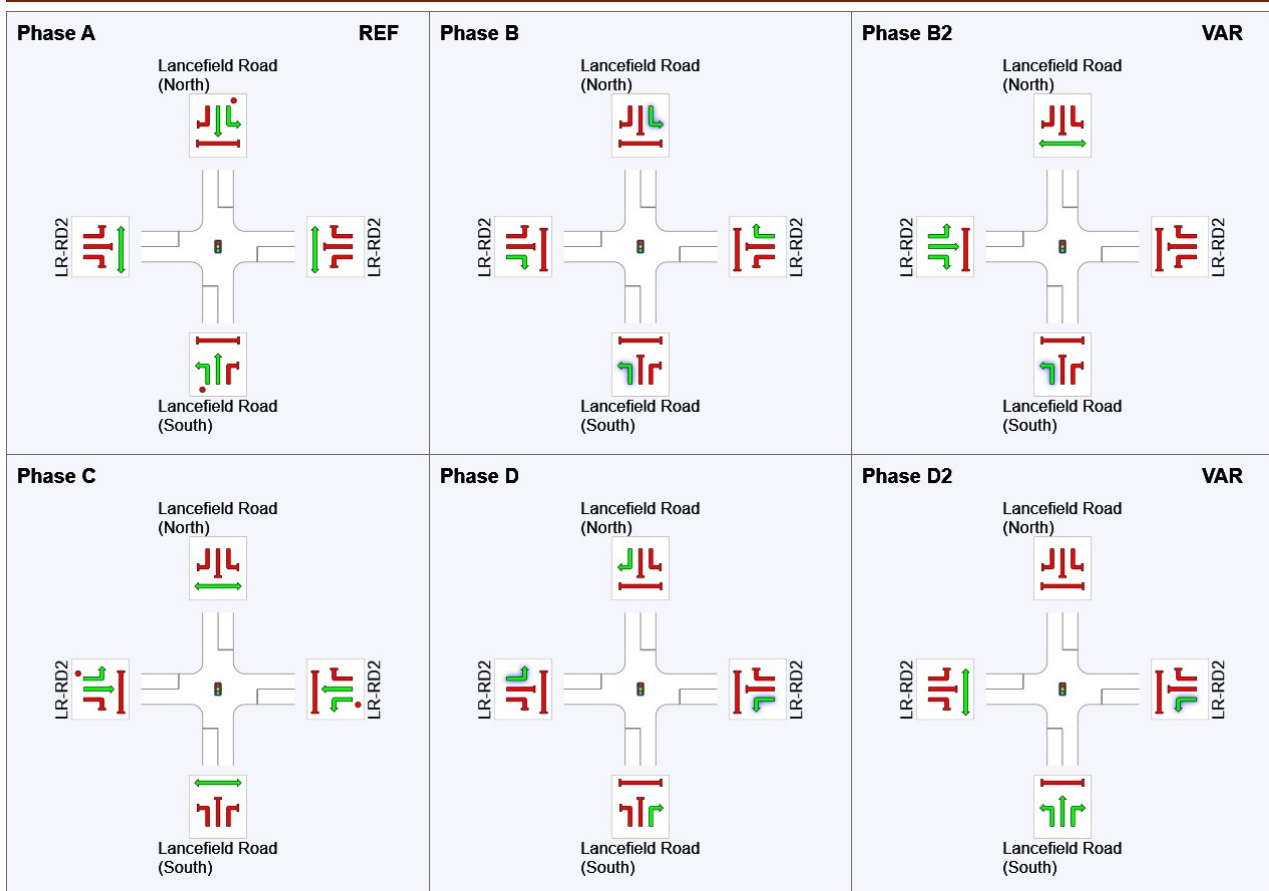 Phase A REF
Lancefield Road
(North)
LR-RD2
LR-RD2
Lancefield Road
(South)
Phase B
Lancefield Road
(North)
LR-RD2
LR-RD2
Lancefield Road
(South)
Phase B2 VAR
Lancefield Road
(North)
LR-RD2
LR-RD2
Lancefield Road
(South)
Phase C
Lancefield Road
(North)
LR-RD2
LR-RD2
Lancefield Road
(South)
Phase D
Lancefield Road
(North)
LR-RD2
LR-RD2
Lancefield Road
(South)
Phase D2 VAR
Lancefield Road
(North)
LR-RD2
LR-RD2
Lancefield Road
(South)